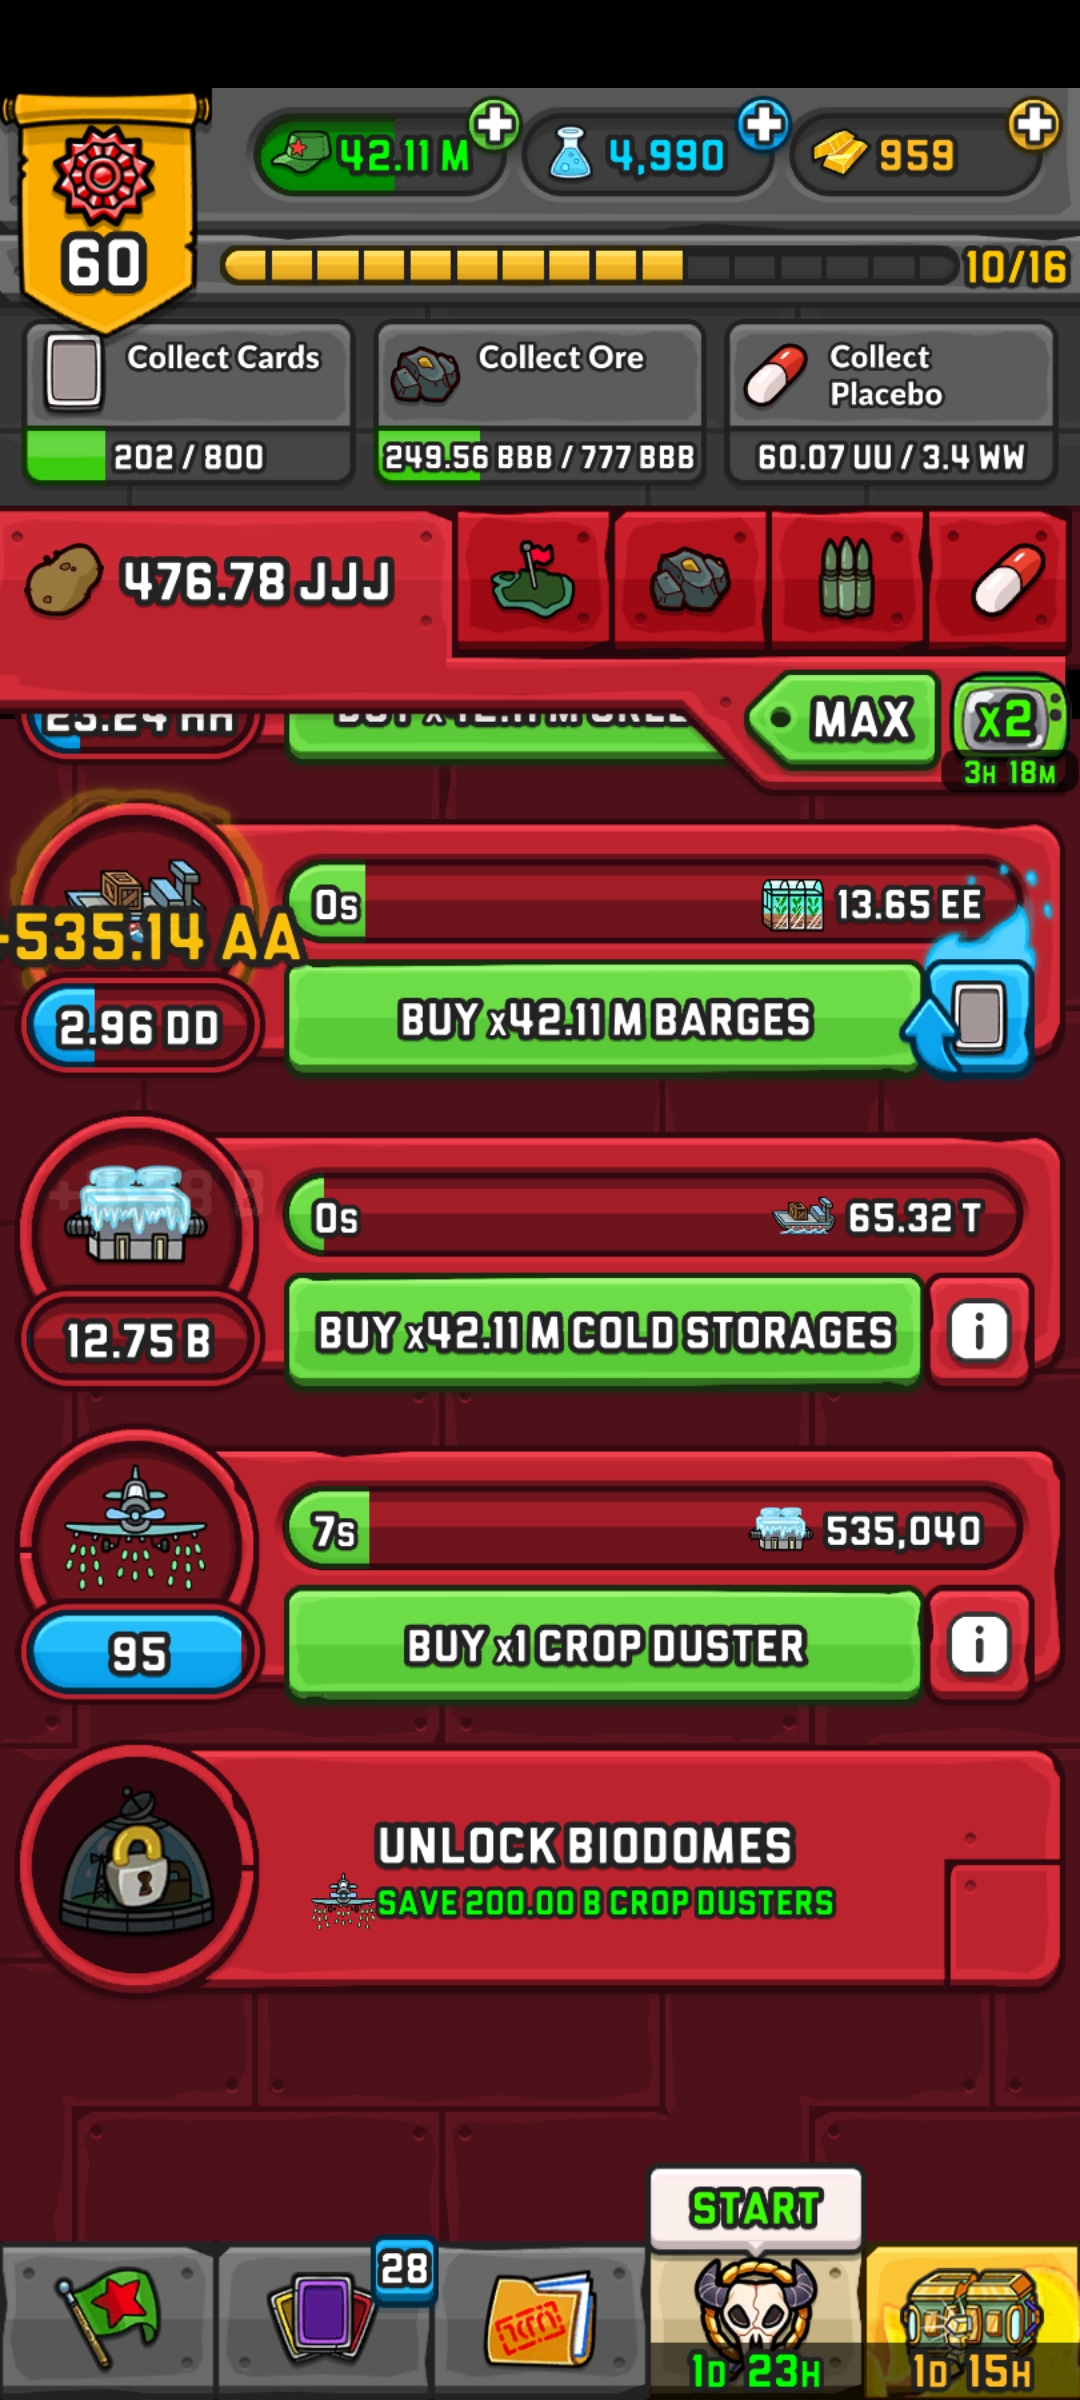 42.11 M
4,990
959
60
10/16
Collect Cards
202 / 800
Collect Ore
249.56 BBB / 777 BBB
Collect
Placebo
60.07 UU / 3.4 WW
476.78 JJJ
MAX
x2
3H 18M
0s
13.65 EE
-535.14 AA
2.96 DD
BUY x42.11 M BARGES
0s
65.32 T
12.75 B
BUY x42.11 M COLD STORAGES
i
7s
535,040
95
BUY x1 CROP DUSTER
i
UNLOCK BIODOMES
SAVE 200.00 B CROP DUSTERS
START
28
1D 23H
1D 15H